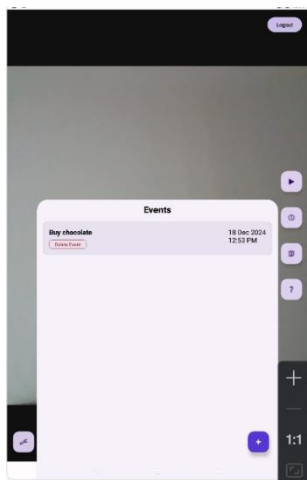 Logout
Events
Buy chocolate
18 Dec 2024
Delete Event
12:53 PM
?
+
1:1